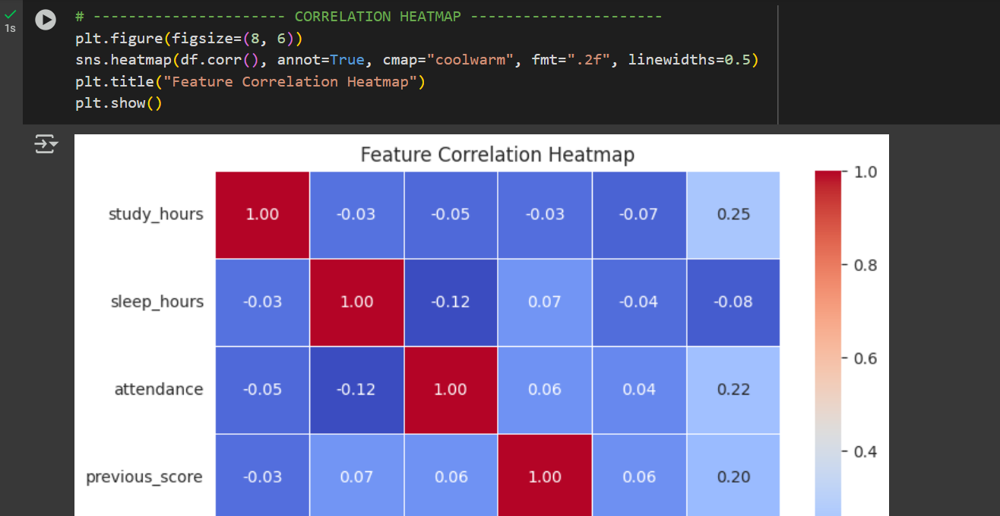 # ---------------------- CORRELATION HEATMAP ----------------------
1s
plt.figure(figsize=(8, 6))
sns.heatmap(df.corr(), annot=True, cmap="coolwarm", fmt=".2f", linewidths=0.5)
plt.title("Feature Correlation Heatmap")
plt.show()
Feature Correlation Heatmap
study_hours 1.00 -0.03 -0.05 -0.03 -0.07 0.25
sleep_hours -0.03 1.00 -0.12 0.07 -0.04 -0.08
attendance -0.05 -0.12 1.00 0.06 0.04 0.22
previous_score -0.03 0.07 0.06 1.00 0.06 0.20
1.0
0.8
0.6
0.4